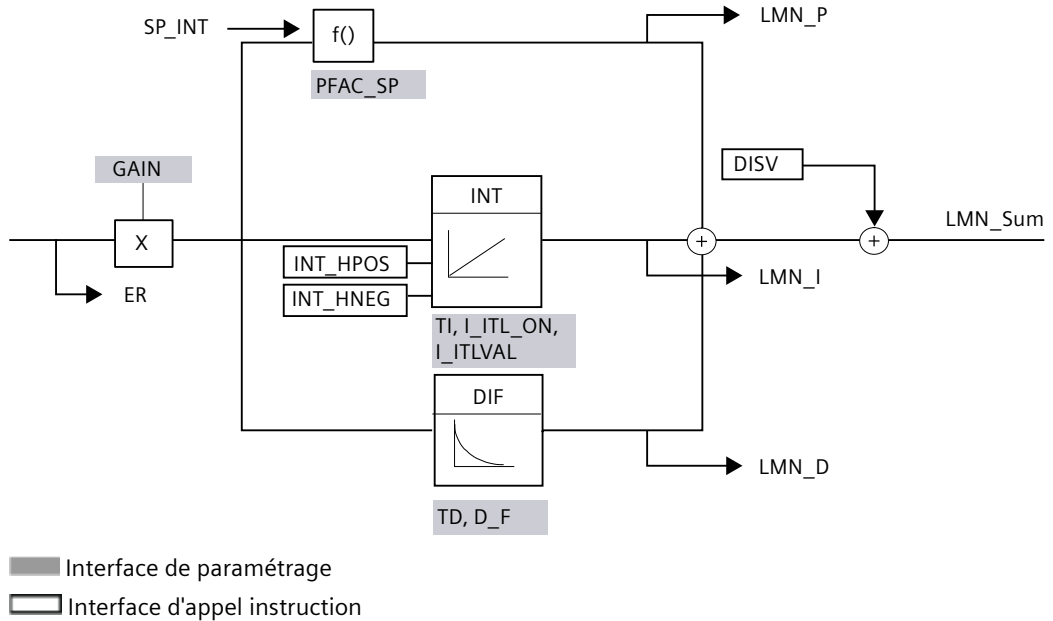 LMN_P
SP_INT
f()
PFAC_SP
GAIN
DISV
INT
LMN_Sum
X
+
+
INT_HPOS
LMN_I
ER
INT_HNEG
TI, I_ITL_ON,
I_ITLVAL
DIF
LMN_D
TD, D_F
Interface de paramétrage
Interface d'appel instruction